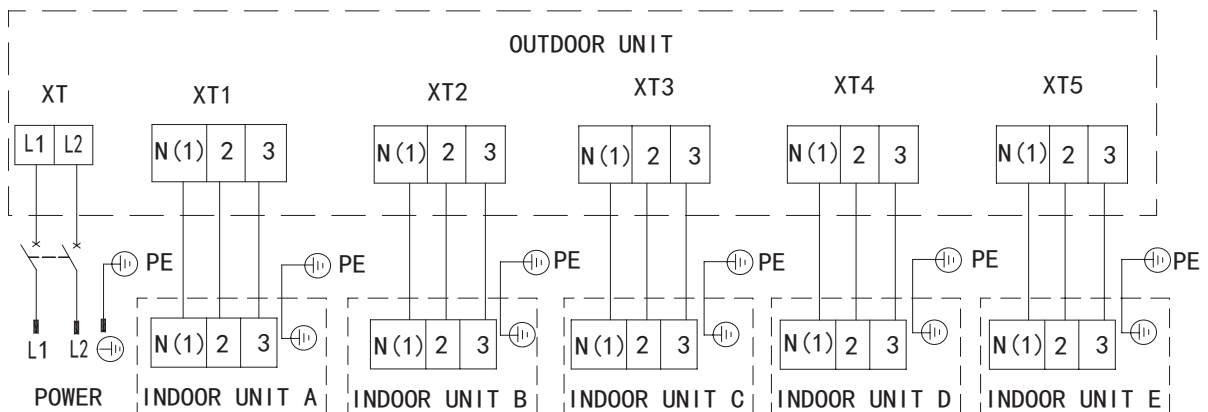 OUTDOOR UNIT
XT XT1 XT2 XT3 XT4 XT5
L1 L2 N(1) 2 3 N(1) 2 3 N(1) 2 3 N(1) 2 3 N(1) 2 3
PE PE PE PE PE PE
L1 L2 N(1) 2 3 N(1) 2 3 N(1) 2 3 N(1) 2 3 N(1) 2 3
POWER INDOOR UNIT A INDOOR UNIT B INDOOR UNIT C INDOOR UNIT D INDOOR UNIT E